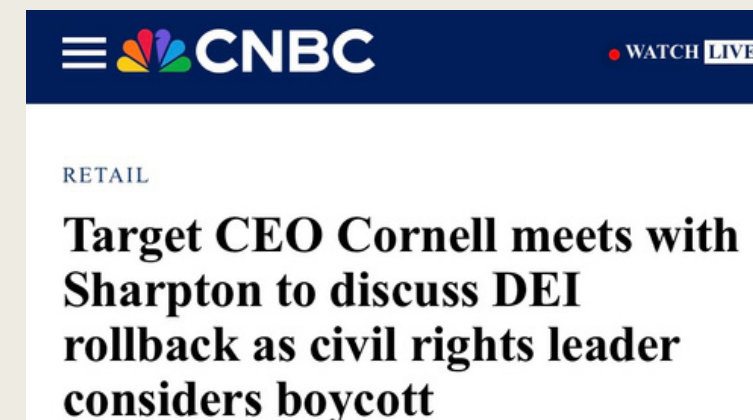 CNBC
WATCH LIVE
RETAIL
Target CEO Cornell meets with
Sharpton to discuss DEI
rollback as civil rights leader
considers boycott